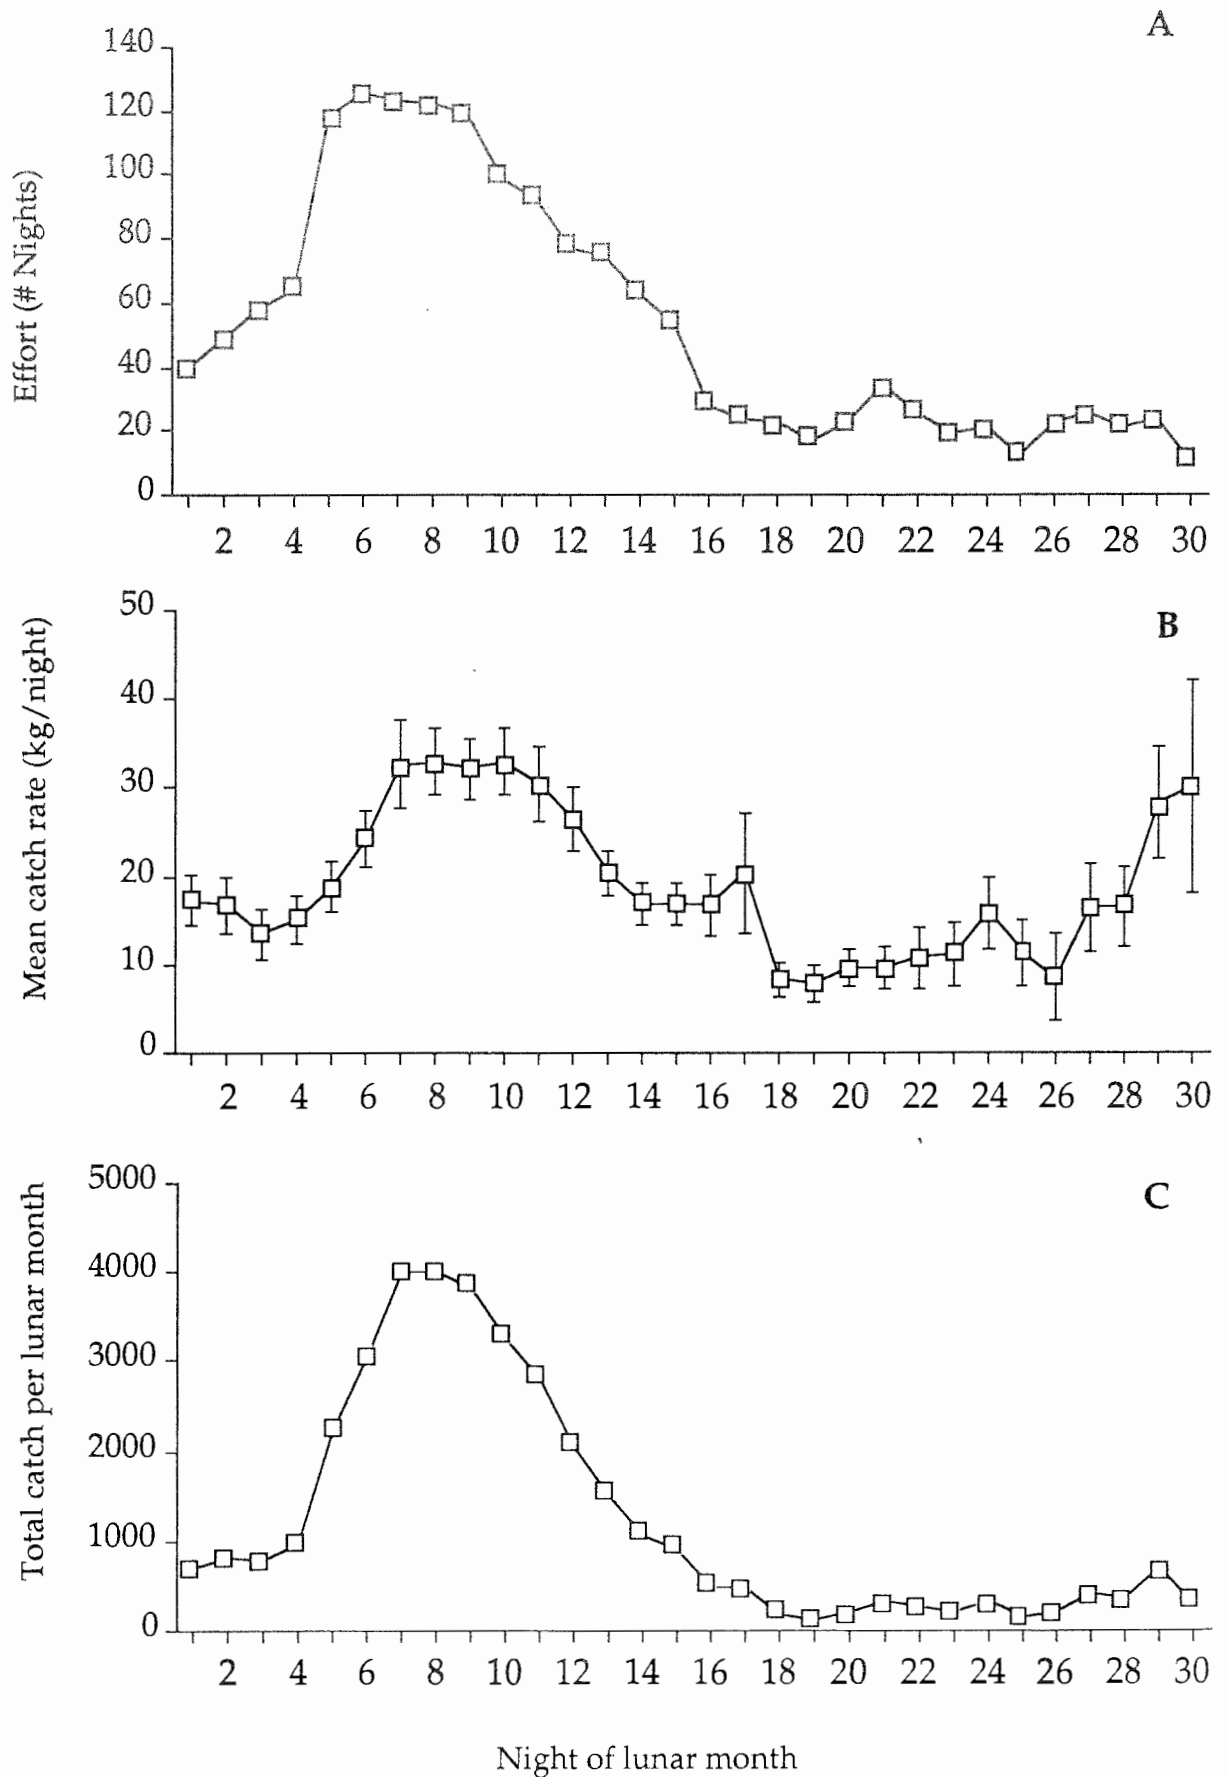 A
Effort (# Nights)
140
120
100
80
60
40
20
0
2 4 6 8 10 12 14 16 18 20 22 24 26 28 30
B
Mean catch rate (kg/night)
50
40
30
20
10
0
2 4 6 8 10 12 14 16 18 20 22 24 26 28 30
C
Total catch per lunar month
5000
4000
3000
2000
1000
0
2 4 6 8 10 12 14 16 18 20 22 24 26 28 30
Night of lunar month